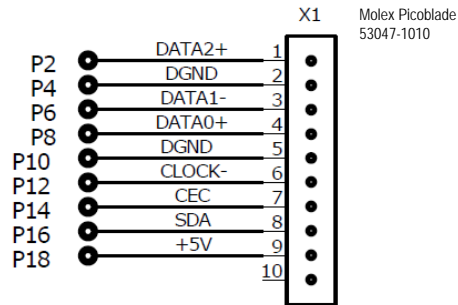 X1
Molex Picoblade
53047-1010
P2 DATA2+ 1
P4 DGND 2
P6 DATA1- 3
P8 DATA0+ 4
P10 DGND 5
P12 CLOCK- 6
P14 CEC 7
P16 SDA 8
P18 +5V 9
10